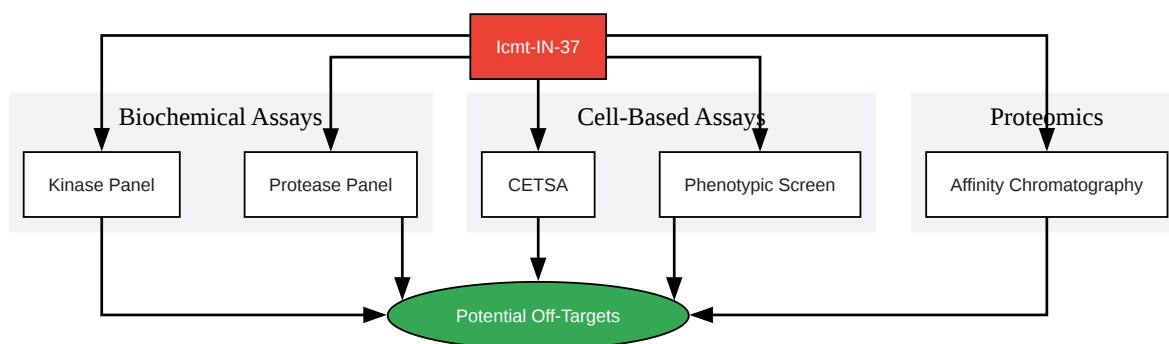 Icmt-IN-37
Biochemical Assays
Cell-Based Assays
Proteomics
Kinase Panel
Protease Panel
CETSA
Phenotypic Screen
Affinity Chromatography
Potential Off-Targets